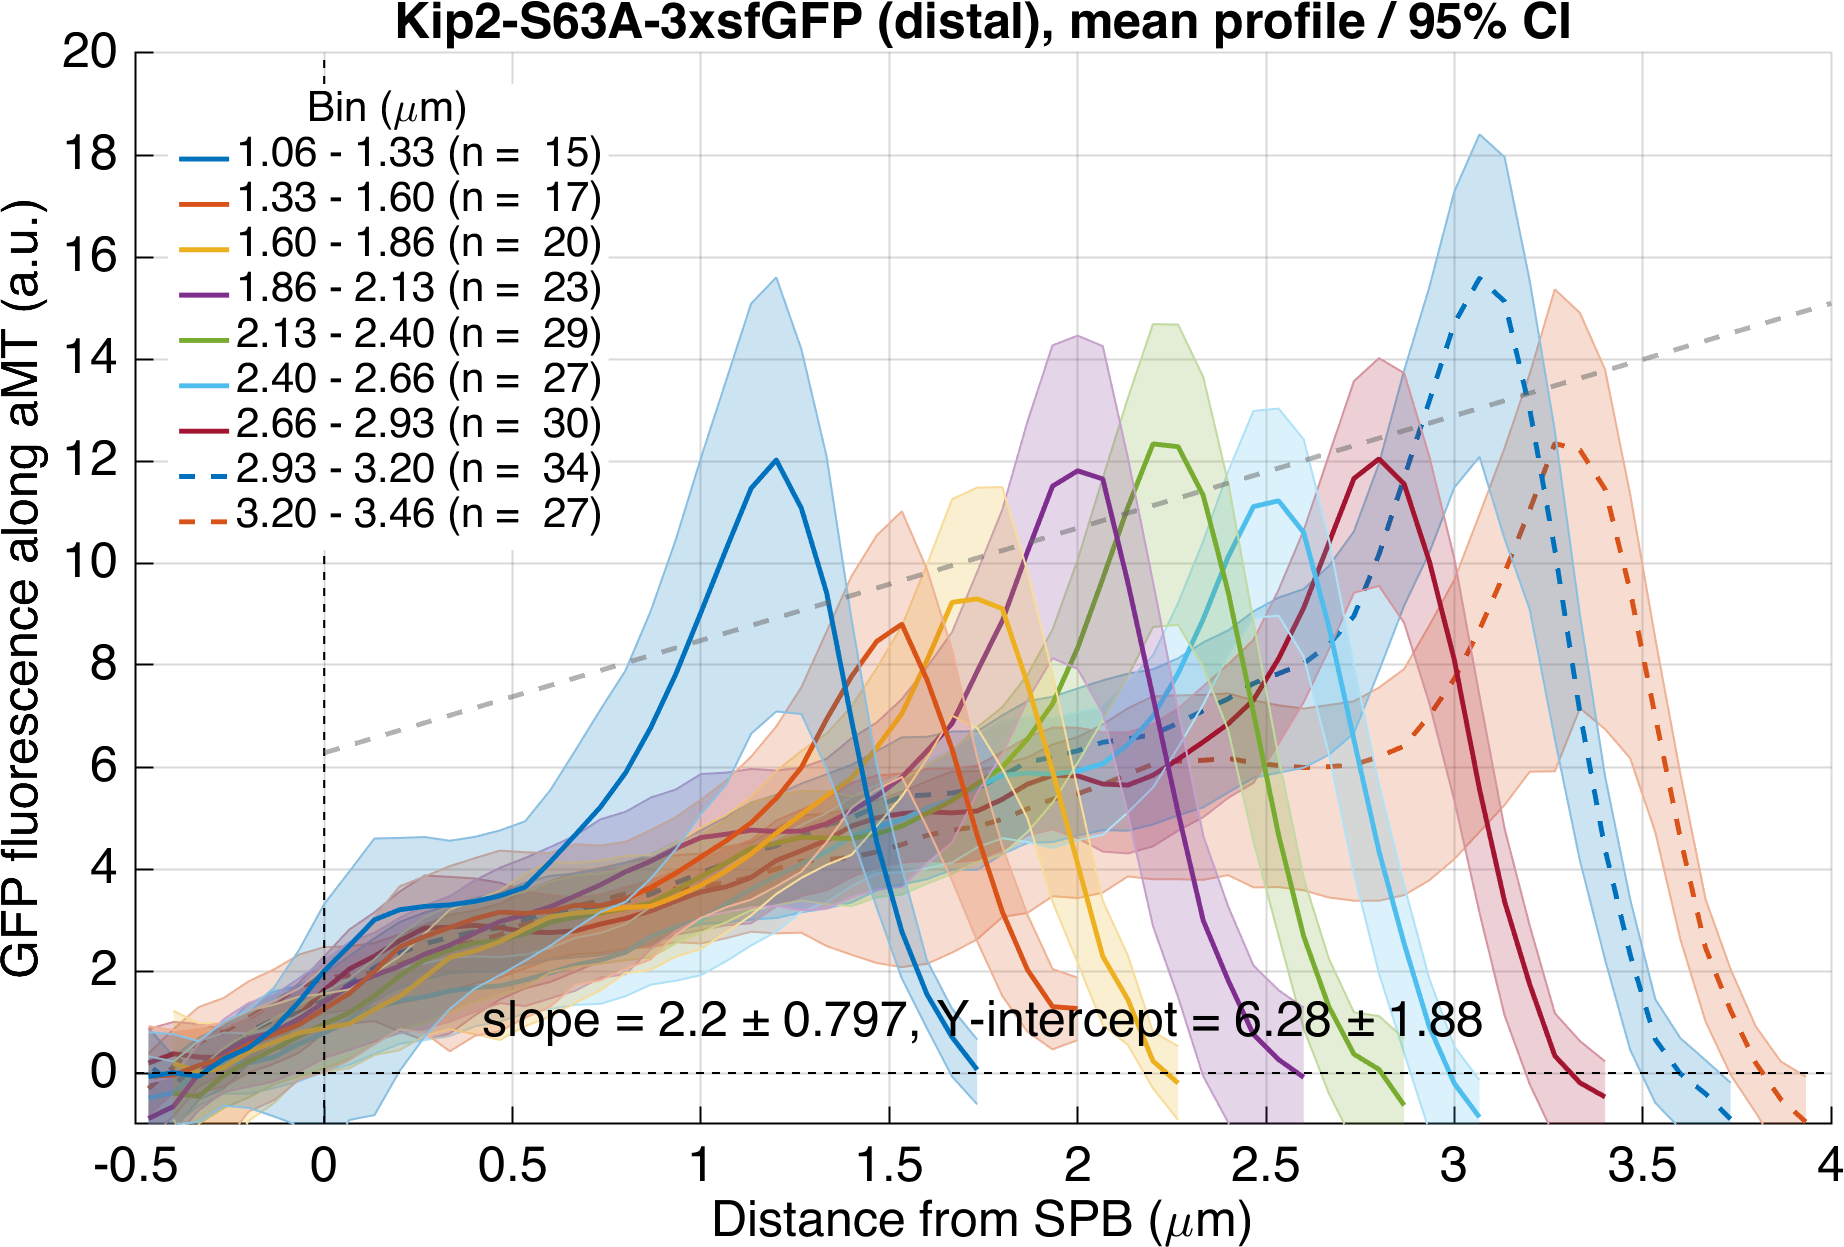 Kip2-S63A-3xsfGFP (distal), mean profile / 95% CI
GFP fluorescence along aMT (a.u.)
20
18
16
14
12
10
8
6
4
2
0
Bin (μm)
1.06 - 1.33 (n = 15)
1.33 - 1.60 (n = 17)
1.60 - 1.86 (n = 20)
1.86 - 2.13 (n = 23)
2.13 - 2.40 (n = 29)
2.40 - 2.66 (n = 27)
2.66 - 2.93 (n = 30)
2.93 - 3.20 (n = 34)
3.20 - 3.46 (n = 27)
slope = 2.2 ± 0.797, Y-intercept = 6.28 ± 1.88
-0.5 0 0.5 1 1.5 2 2.5 3 3.5 4
Distance from SPB (μm)